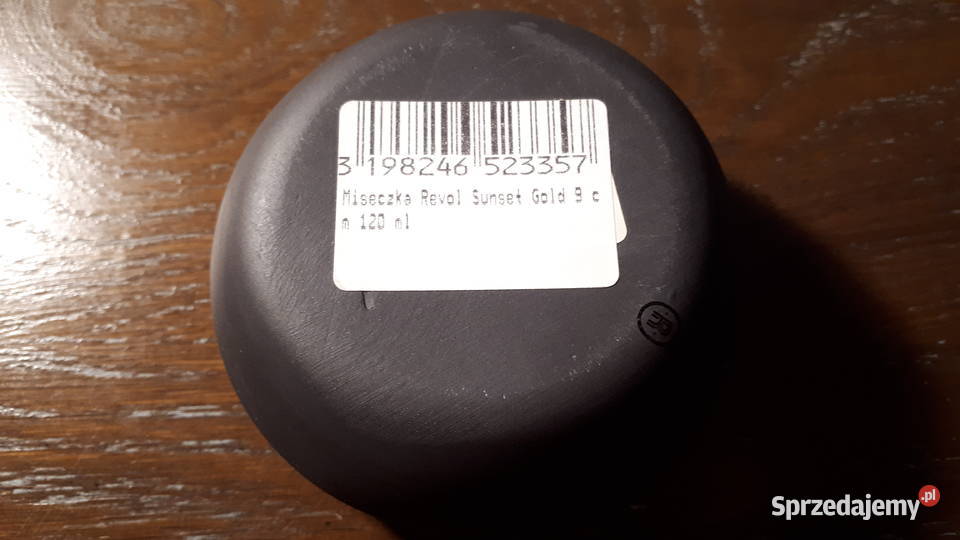 3 198246 523357
Miseczka Revol Sunset Gold 9 c
m 120 ml
Sprzedajemy.pl